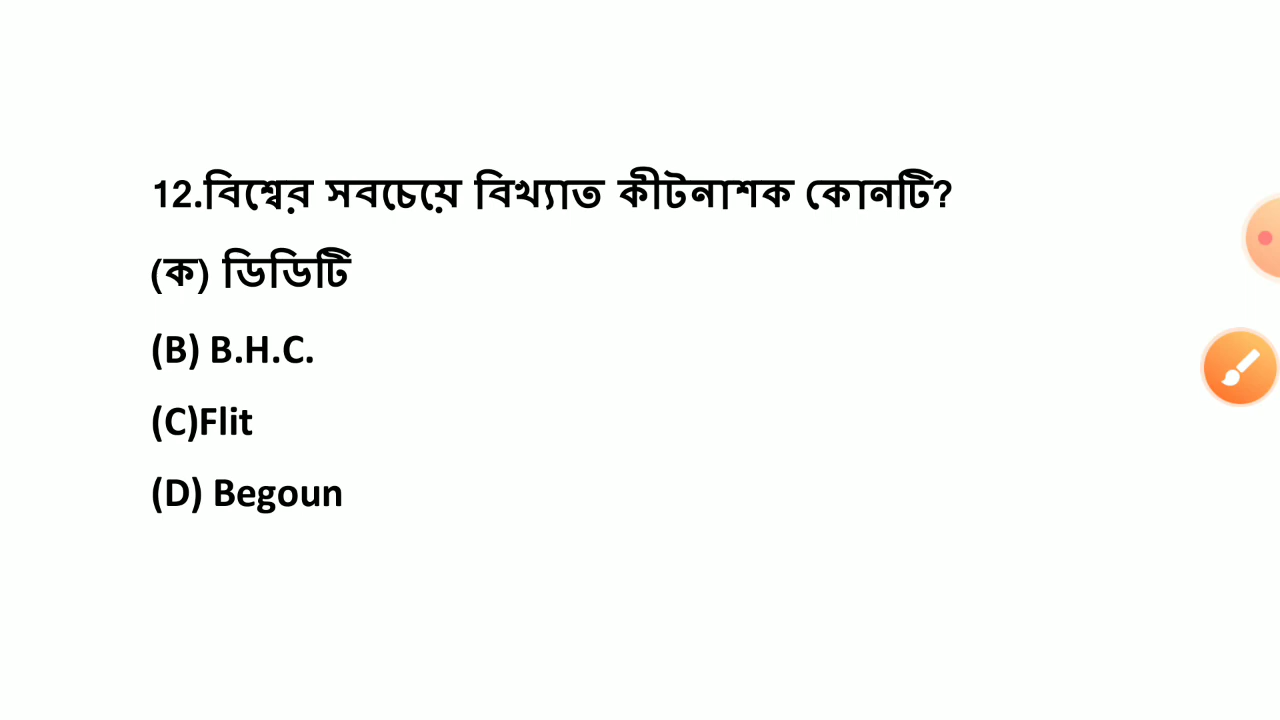 12.বিশ্বের সবচেয়ে বিখ্যাত কীটনাশক কোনটি?
(ক) ডিডিটি
(B) B.H.C.
(C)Flit
(D) Begoun